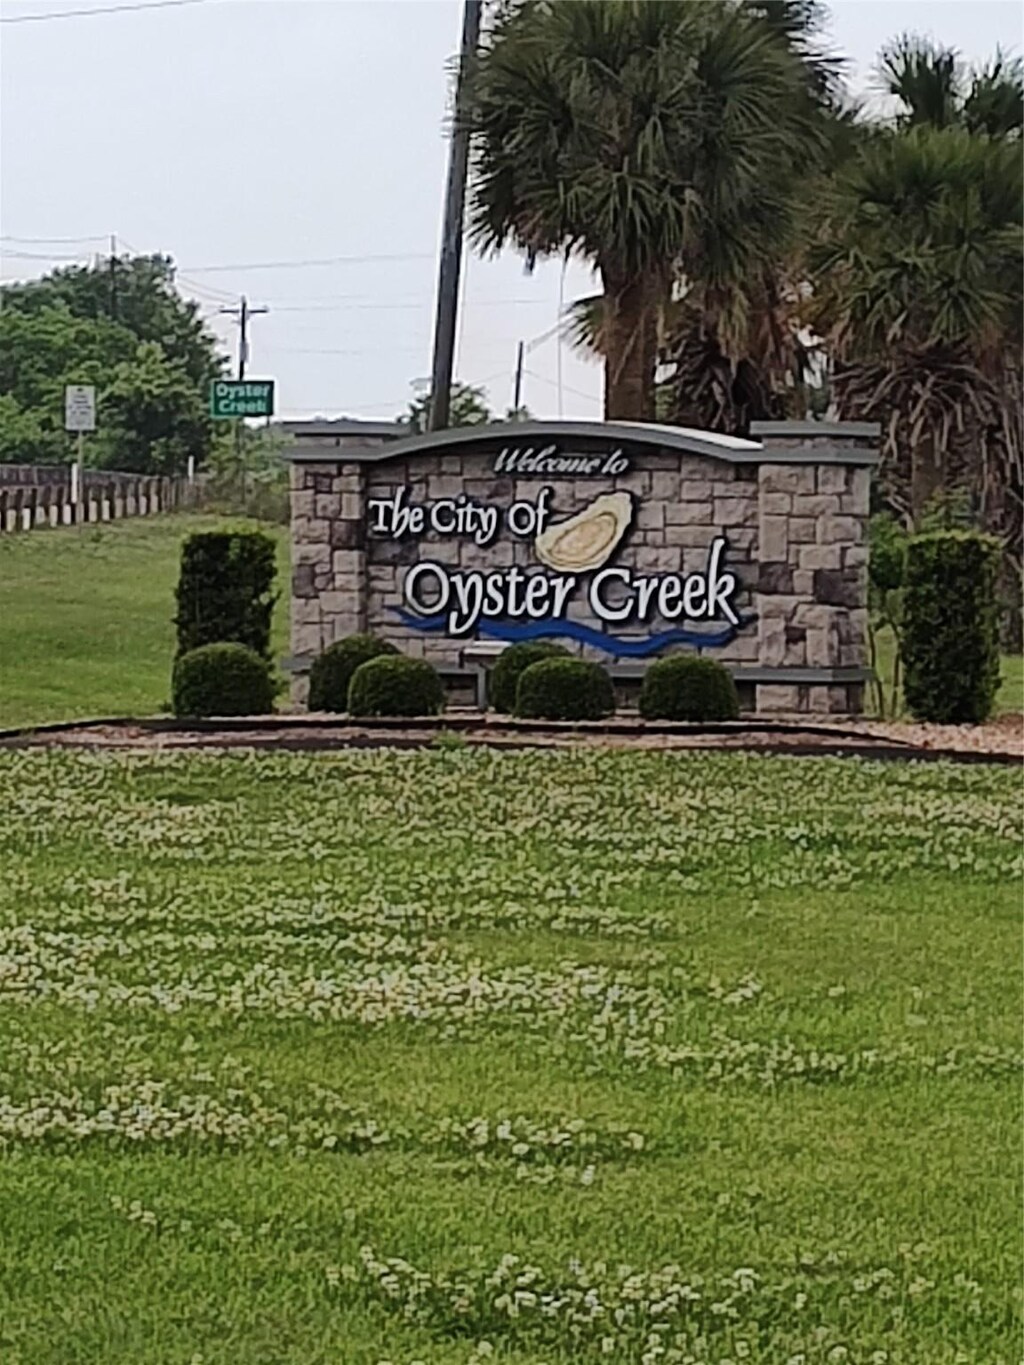 Oyster
Creek
Welcome to
The City Of
Oyster Creek